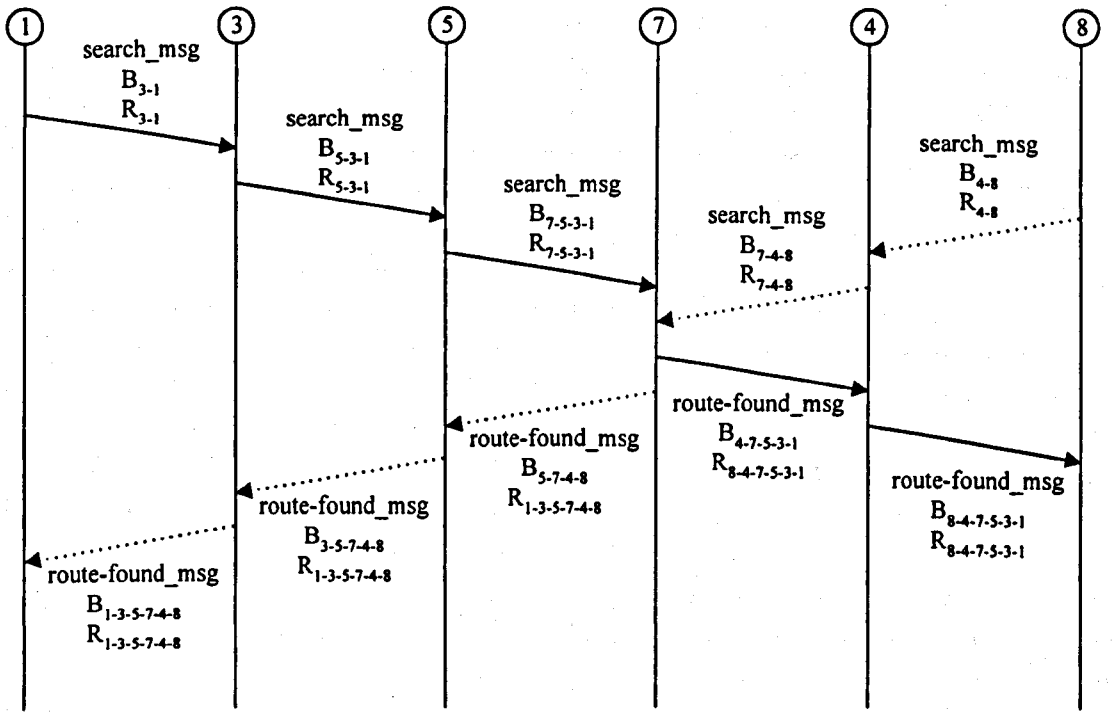 1
3
5
7
4
8
search_msg
B3-1
R3-1
search_msg
B5-3-1
R5-3-1
search_msg
B7-5-3-1
R7-5-3-1
search_msg
B7-4-8
R7-4-8
search_msg
B4-8
R4-8
route-found_msg
B4-7-5-3-1
R8-4-7-5-3-1
route-found_msg
B5-7-4-8
R1-3-5-7-4-8
route-found_msg
B8-4-7-5-3-1
R8-4-7-5-3-1
route-found_msg
B3-5-7-4-8
R1-3-5-7-4-8
route-found_msg
B1-3-5-7-4-8
R1-3-5-7-4-8